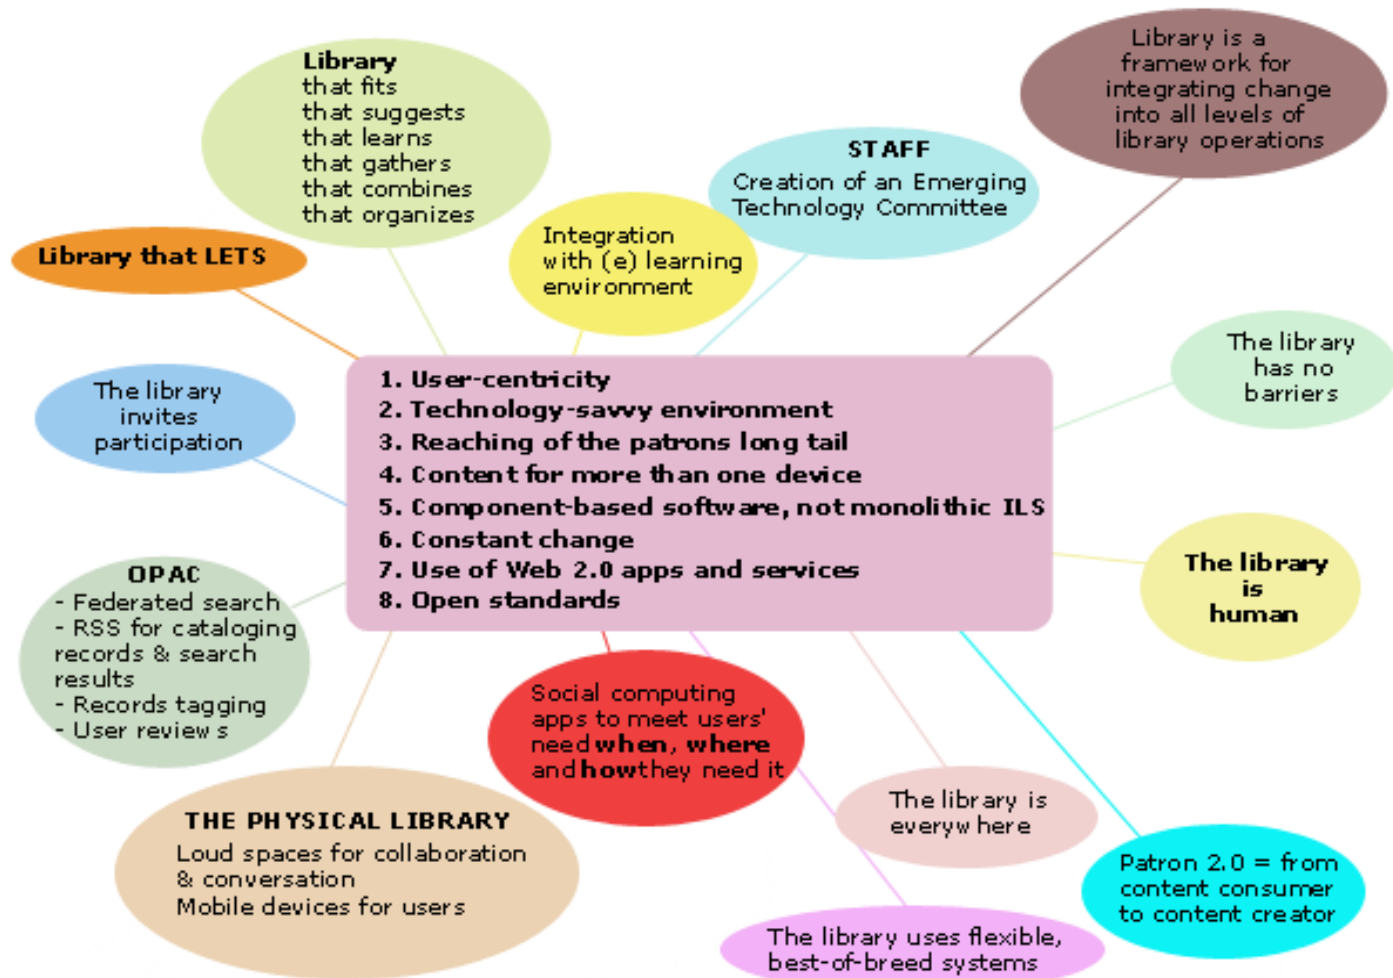 Library
that fits
that suggests
that learns
that gathers
that combines
that organizes
Library is a
framework for
integrating change
into all levels of
library operations
STAFF
Creation of an Emerging
Technology Committee
Integration
with (e) learning
environment
Library that LETS
The library
invites
participation
The library
has no
barriers
1. User-centricity
2. Technology-savvy environment
3. Reaching of the patrons long tail
4. Content for more than one device
5. Component-based software, not monolithic ILS
6. Constant change
7. Use of Web 2.0 apps and services
8. Open standards
The library
is
human
OPAC
- Federated search
- RSS for cataloging
records & search
results
- Records tagging
- User reviews
Social computing
apps to meet users'
need when, where
and how they need it
THE PHYSICAL LIBRARY
Loud spaces for collaboration
& conversation
Mobile devices for users
The library is
everywhere
Patron 2.0 = from
content consumer
to content creator
The library uses flexible,
best-of-breed systems